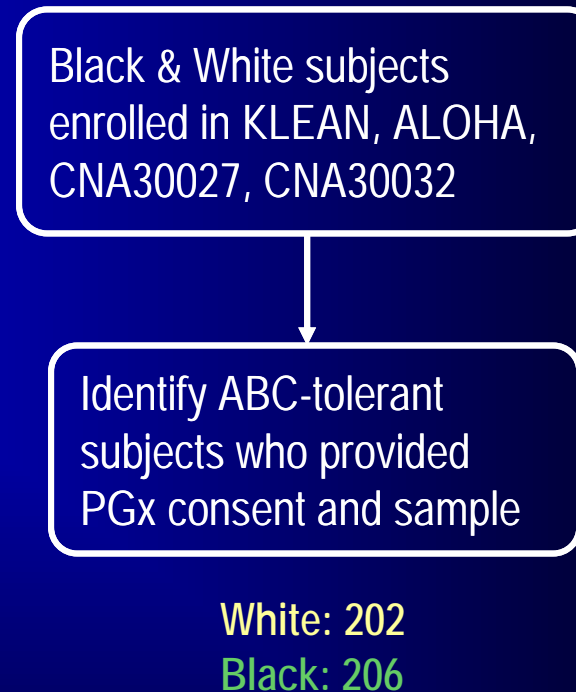 Black & White subjects
enrolled in KLEAN, ALOHA,
CNA30027, CNA30032
Identify ABC-tolerant
subjects who provided
PGx consent and sample
White: 202
Black: 206